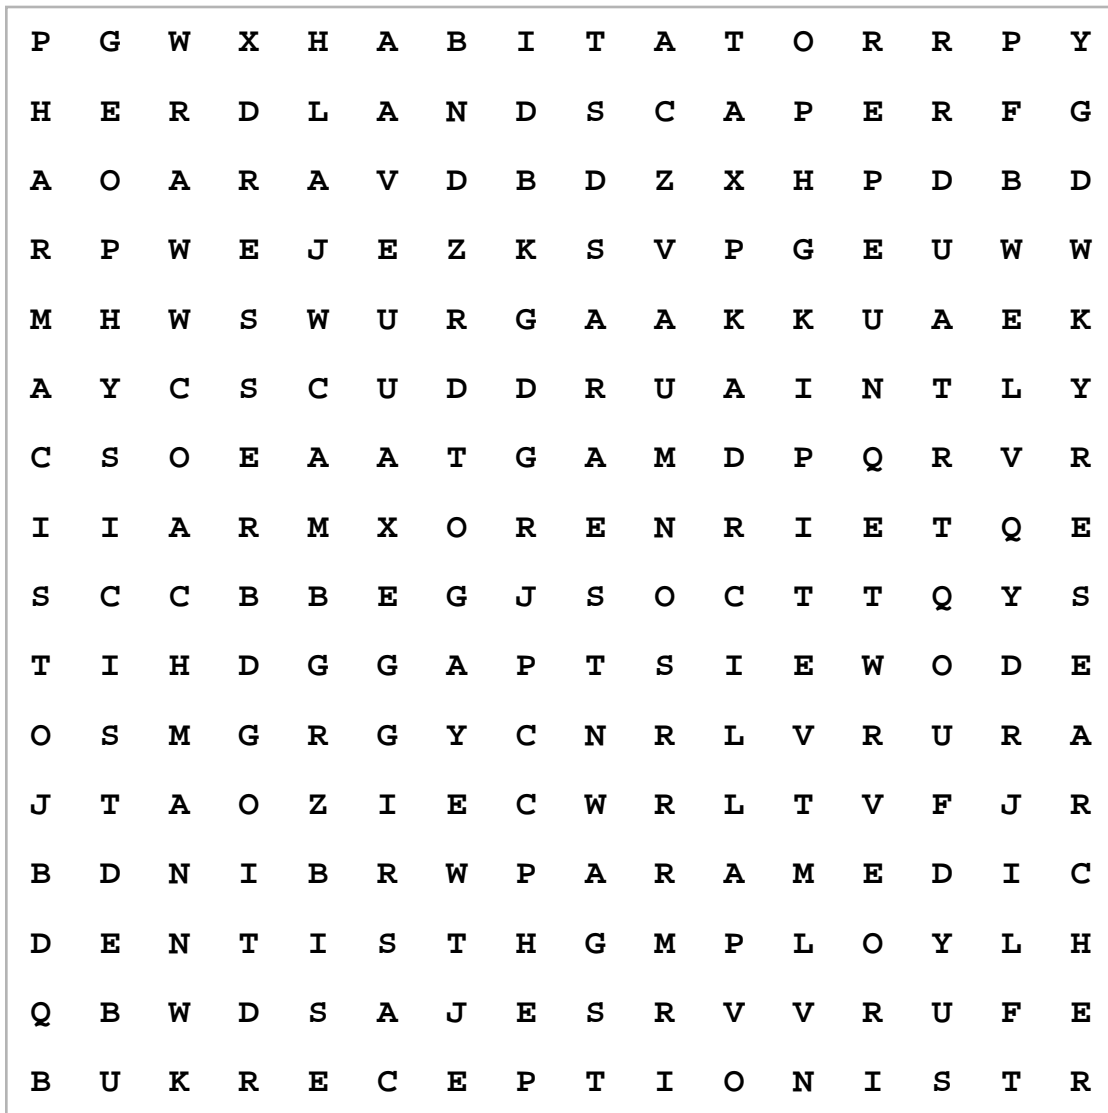 P G W X H A B I T A T O R R P Y
H E R D L A N D S C A P E R F G
A O A R A V D B D Z X H P D B D
R P W E J E Z K S V P G E U W W
M H W S W U R G A A K K U A E K
A Y C S C U D D R U A I N T L Y
C S O E A A T G A M D P Q R V R
I I A R M X O R E N R I E T Q E
S C C B B E G J S O C T T Q Y S
T I H D G G A P T S I E W O D E
O S M G R G Y C N R L V R U R A
J T A O Z I E C W R L T V F J R
B D N I B R W P A R A M E D I C
D E N T I S T H G M P L O Y L H
Q B W D S A J E S R V V R U F E
B U K R E C E P T I O N I S T R